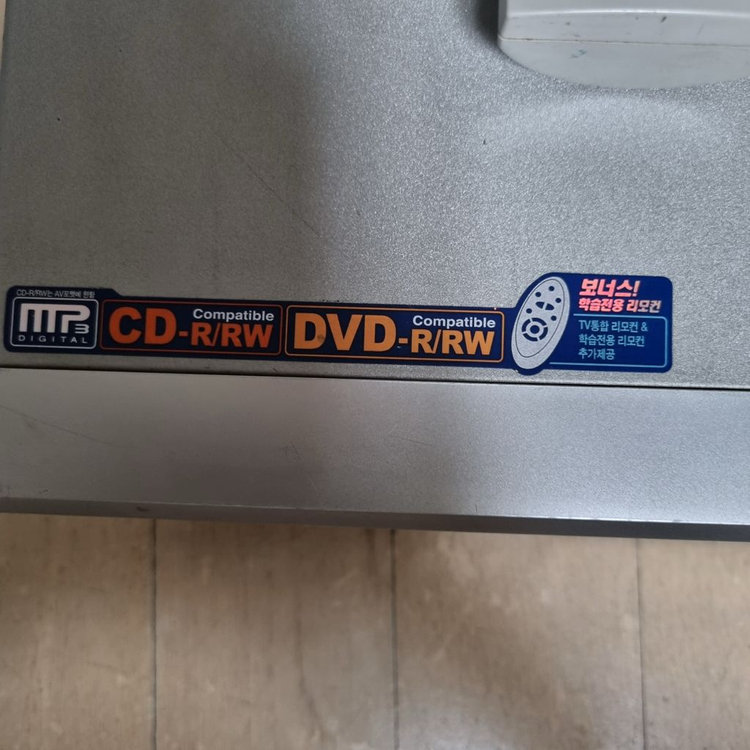 CD-R/RW는 AV포맷에 한함
MP3
DIGITAL
Compatible
CD-R/RW
Compatible
DVD-R/RW
보너스!
학습전용 리모컨
TV통합 리모컨 &
학습전용 리모컨
추가제공